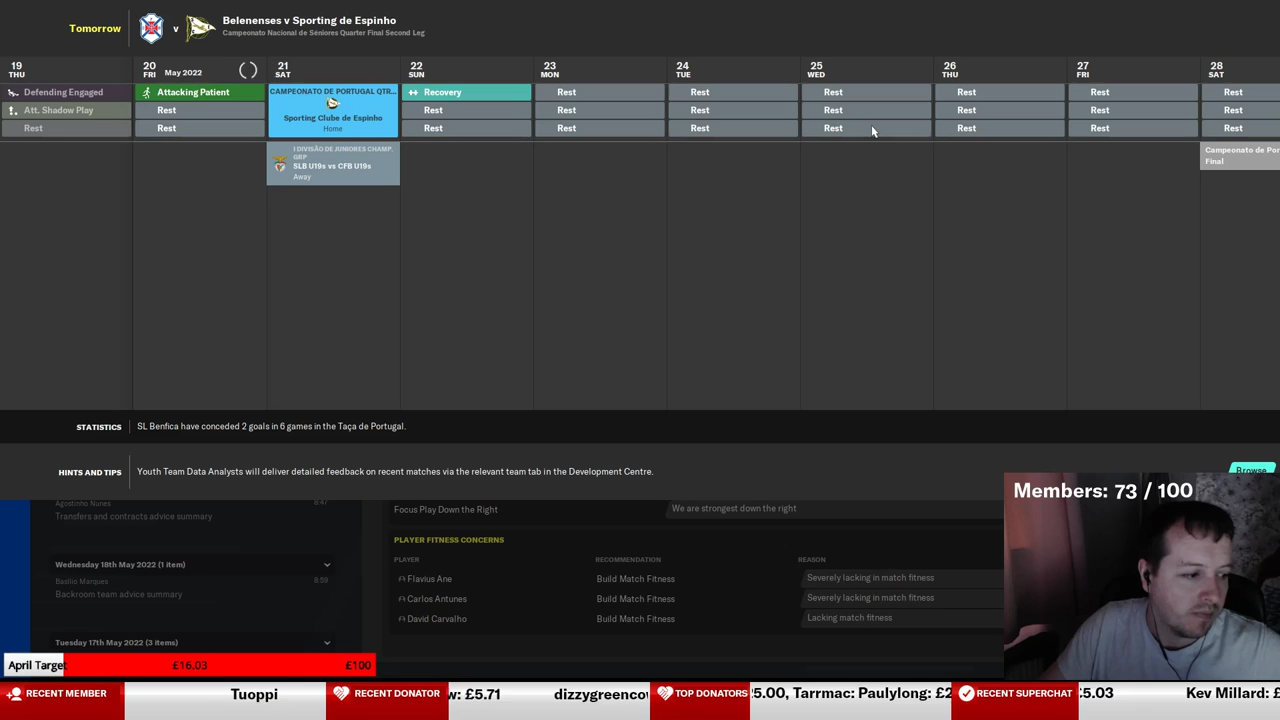 Tomorrow
v
Belenenses v Sporting de Espinho
Campeonato Nacional de Séniores Quarter Final Second Leg
19 THU
20 FRI May 2022
21 SAT
22 SUN
23 MON
24 TUE
25 WED
26 THU
27 FRI
28 SAT
Defending Engaged
Attacking Patient
CAMPEONATO DE PORTUGAL QTR...
Recovery
Rest
Rest
Rest
Rest
Rest
Rest
Att. Shadow Play
Rest
Sporting Clube de Espinho
Rest
Rest
Rest
Rest
Rest
Rest
Rest
Rest
Rest
Home
Rest
Rest
Rest
Rest
Rest
Rest
Rest
I DIVISÃO DE JUNIORES CHAMP.
GRP
SLB U19s vs CFB U19s
Away
Campeonato de Por
Final
STATISTICS
SL Benfica have conceded 2 goals in 6 games in the Taça de Portugal.
HINTS AND TIPS
Youth Team Data Analysts will deliver detailed feedback on recent matches via the relevant team tab in the Development Centre.
Browse
Agostinho Nunes
8:47
Transfers and contracts advice summary
Wednesday 18th May 2022 (1 item)
Basílio Marques
8:59
Backroom team advice summary
Tuesday 17th May 2022 (3 items)
Focus Play Down the Right
We are strongest down the right
PLAYER FITNESS CONCERNS
PLAYER
RECOMMENDATION
REASON
Flavius Ane
Build Match Fitness
Severely lacking in match fitness
Carlos Antunes
Build Match Fitness
Severely lacking in match fitness
David Carvalho
Build Match Fitness
Lacking match fitness
Members: 73 / 100
April Target
£16.03
£100
RECENT MEMBER
Tuoppi
RECENT DONATOR
w: £5.71
dizzygreenco
TOP DONATORS
5.00, Tarrmac: Paulylong: £2
RECENT SUPERCHAT
£5.03
Kev Millard: £